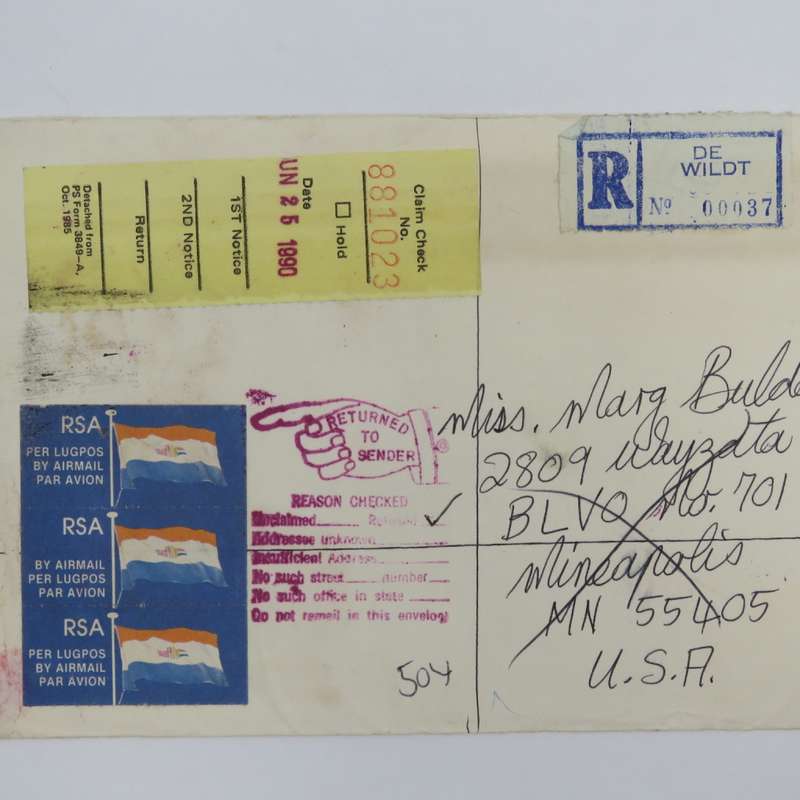 Claim Check
No.
881023
☐ Hold
Date
UN 25 1990
1ST Notice
2ND Notice
Return
Detached from
PS Form 3849-A,
Oct. 1985
R
DE
WILDT
No 00037
RSA
PER LUGPOS
BY AIRMAIL
PAR AVION
RSA
BY AIRMAIL
PER LUGPOS
PAR AVION
RSA
PER LUGPOS
BY AIRMAIL
PAR AVION
RETURNED
TO
SENDER
REASON CHECKED
Unclaimed Refused ✓
Addressee unknown
Insufficient Address
No such street number
No such office in state
Do not remail in this envelope
504
Miss. Marg
2809 Wayzata
BLVD No. 701
Mineapolis
MN 55405
U.S.A.